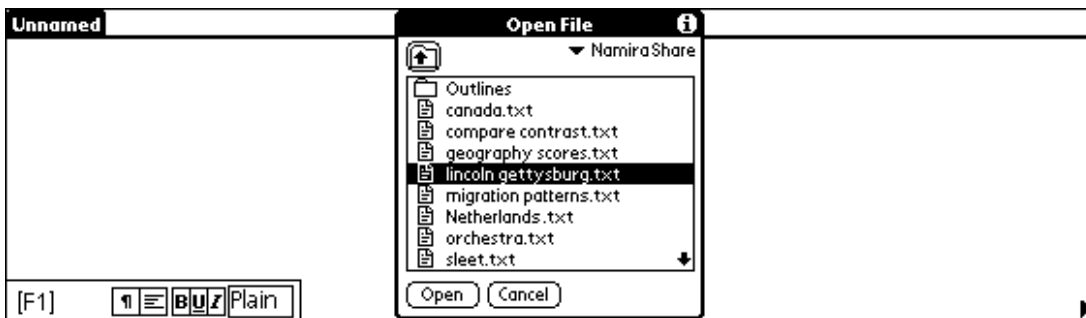 Unnamed
Open File
Namira Share
Outlines
canada.txt
compare contrast.txt
geography scores.txt
lincoln gettysburg.txt
migration patterns.txt
Netherlands.txt
orchestra.txt
sleet.txt
Open
Cancel
[F1] ¶ B U I Plain